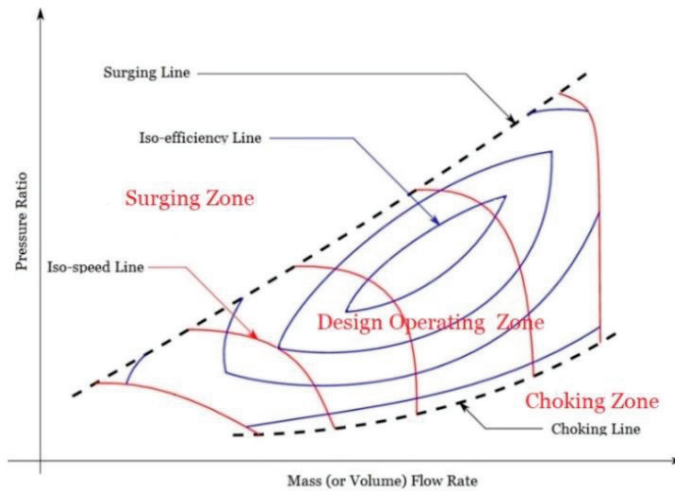 Surging Line
Iso-efficiency Line
Surging Zone
Pressure Ratio
Iso-speed Line
Design Operating Zone
Choking Zone
Choking Line
Mass (or Volume) Flow Rate